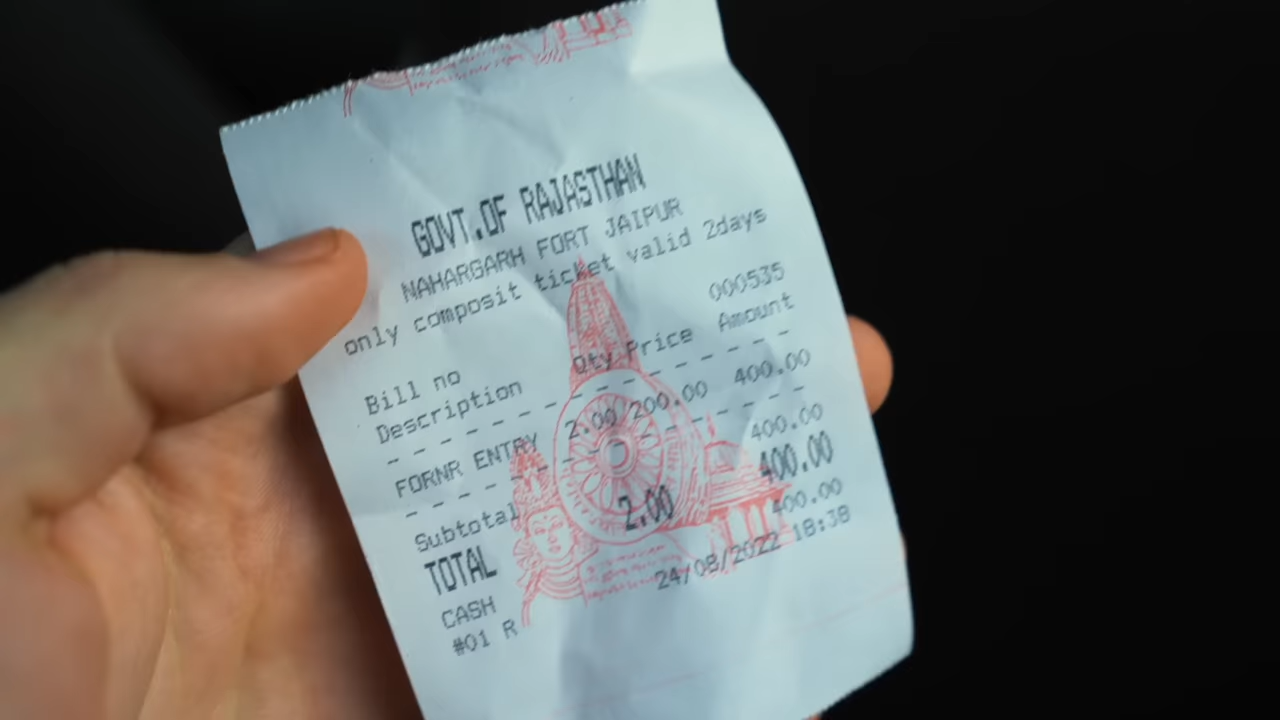 GOVT.OF RAJASTHAN
NAHARGARH FORT JAIPUR
only composit ticket valid 2days
Bill no 000535
Description Qty Price Amount
FORNR ENTRY 2.00 200.00 400.00
Subtotal 400.00
TOTAL 2.00 400.00
CASH 400.00
#01 R 24/08/2022 18:38